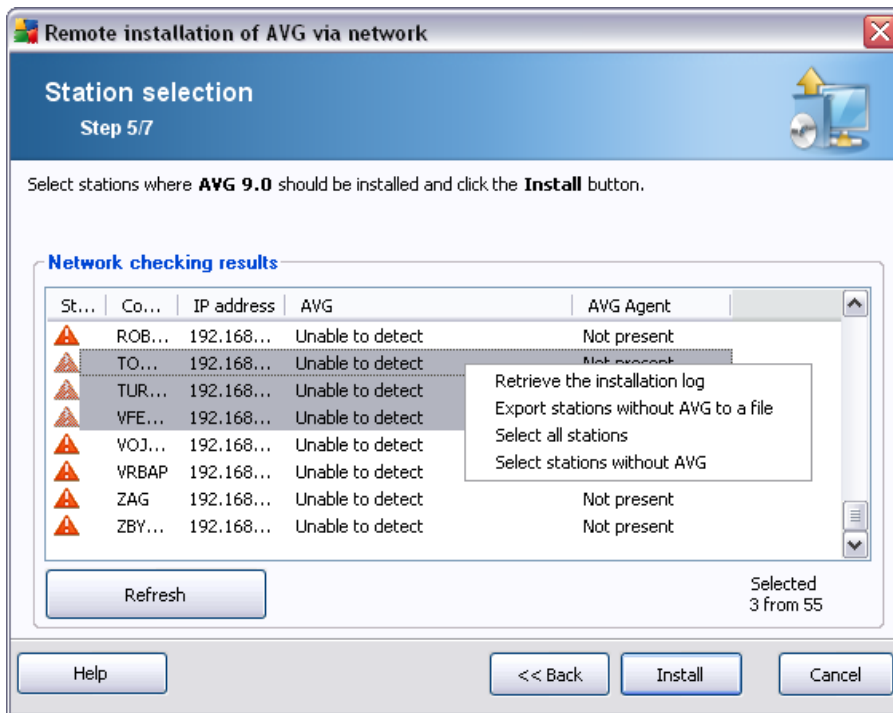 Remote installation of AVG via network
Station selection
Step 5/7
Select stations where AVG 9.0 should be installed and click the Install button.
Network checking results
St... Co... IP address AVG AVG Agent
ROB... 192.168... Unable to detect Not present
TO... 192.168... Unable to detect Not present
TUR... 192.168... Unable to detect
VFE... 192.168... Unable to detect
VOJ... 192.168... Unable to detect
VRBAP 192.168... Unable to detect
ZAG 192.168... Unable to detect Not present
ZBY... 192.168... Unable to detect Not present
Retrieve the installation log
Export stations without AVG to a file
Select all stations
Select stations without AVG
Refresh
Selected
3 from 55
Help << Back Install Cancel